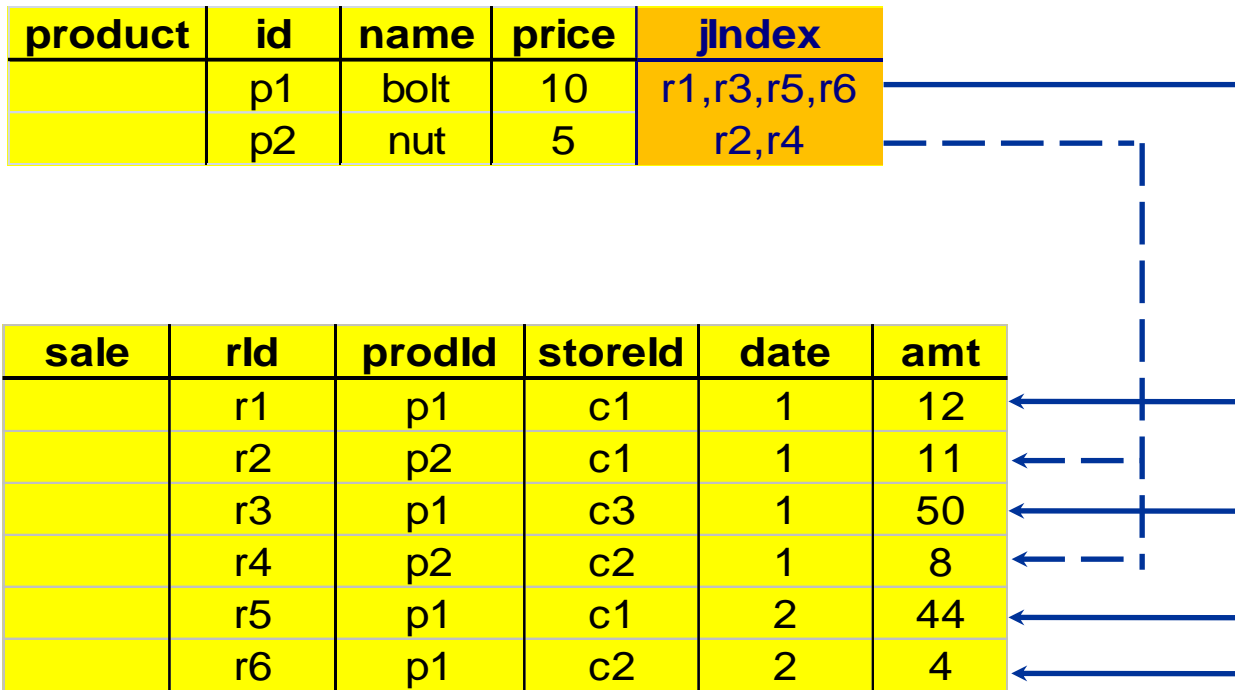 product id name price jIndex
p1 bolt 10 r1,r3,r5,r6
p2 nut 5 r2,r4
sale rId prodId storeId date amt
r1 p1 c1 1 12
r2 p2 c1 1 11
r3 p1 c3 1 50
r4 p2 c2 1 8
r5 p1 c1 2 44
r6 p1 c2 2 4